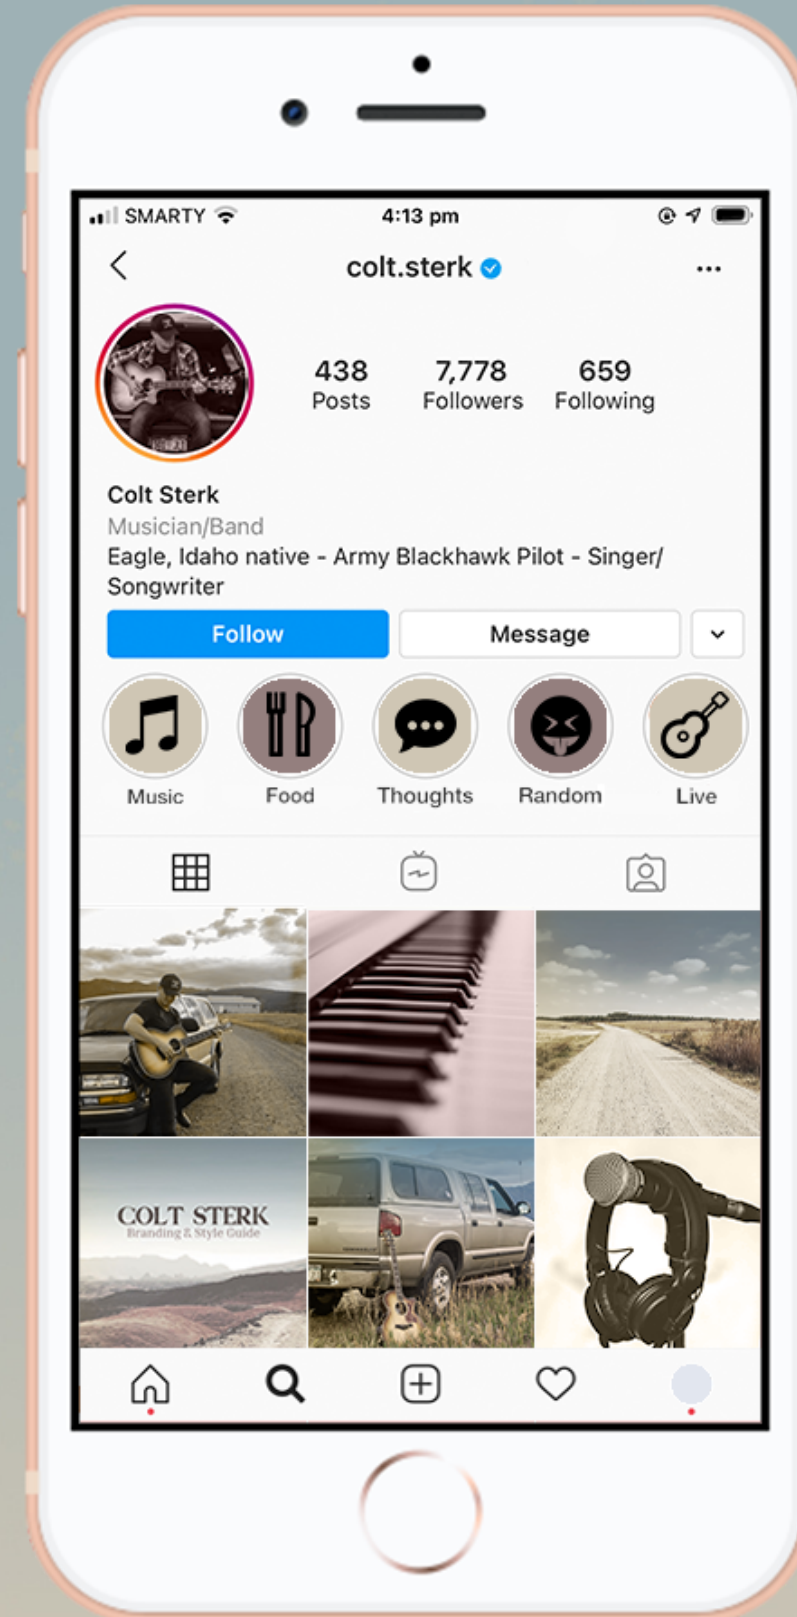 SMARTY 4:13 pm
colt.sterk
438 7,778 659
Posts Followers Following
Colt Sterk
Musician/Band
Eagle, Idaho native - Army Blackhawk Pilot - Singer/
Songwriter
Follow Message
Music Food Thoughts Random Live
COLT STERK
Branding & Style Guide